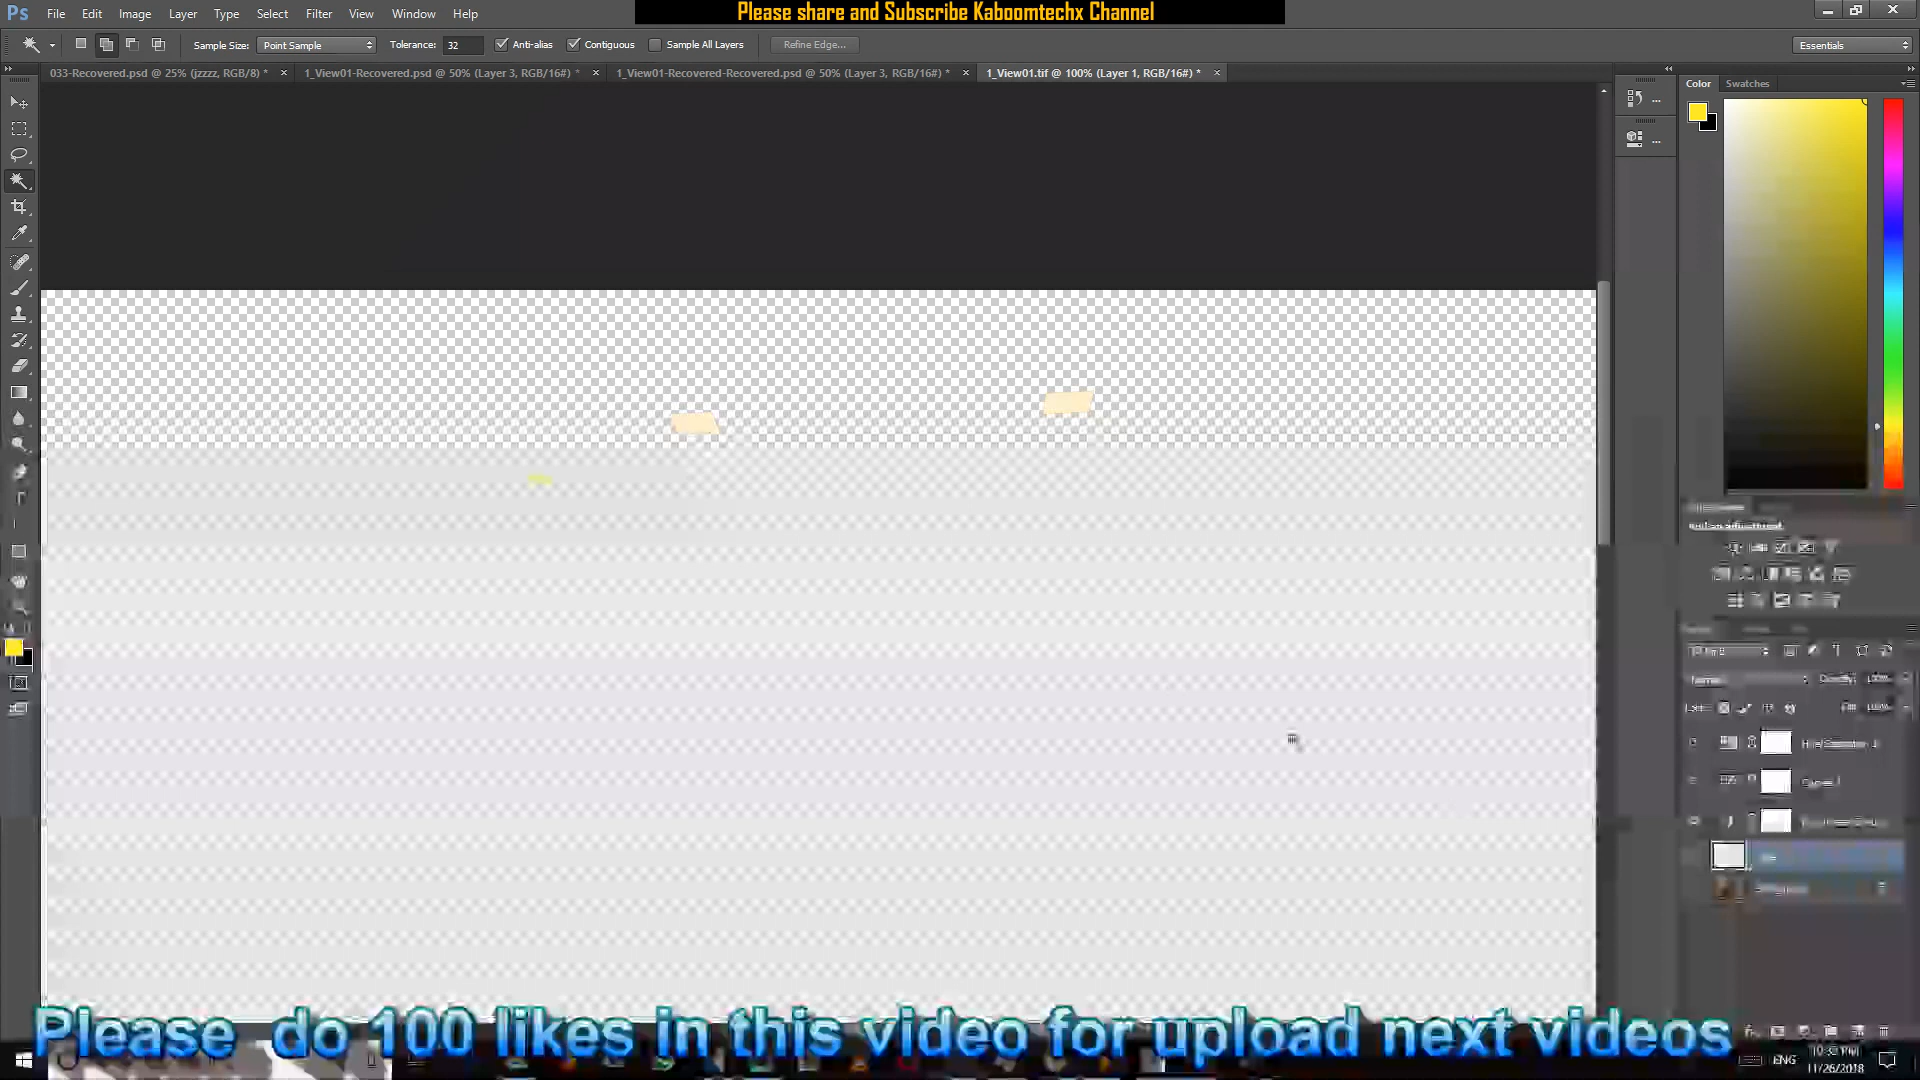 Please share and Subscribe Kaboomtechx Channel
Ps File Edit Image Layer Type Select Filter View Window Help
Sample Size: Point Sample Tolerance: 32 Anti-alias Contiguous Sample All Layers Refine Edge... Essentials
033-Recovered.psd @ 25% (jzzzz, RGB/8) * × 1_View01-Recovered.psd @ 50% (Layer 3, RGB/16#) * × 1_View01-Recovered-Recovered.psd @ 50% (Layer 3, RGB/16#) * × 1_View01.tif @ 100% (Layer 1, RGB/16#) * ×
Color Swatches
Please do 100 likes in this video for upload next videos
ENG
11/26/2018